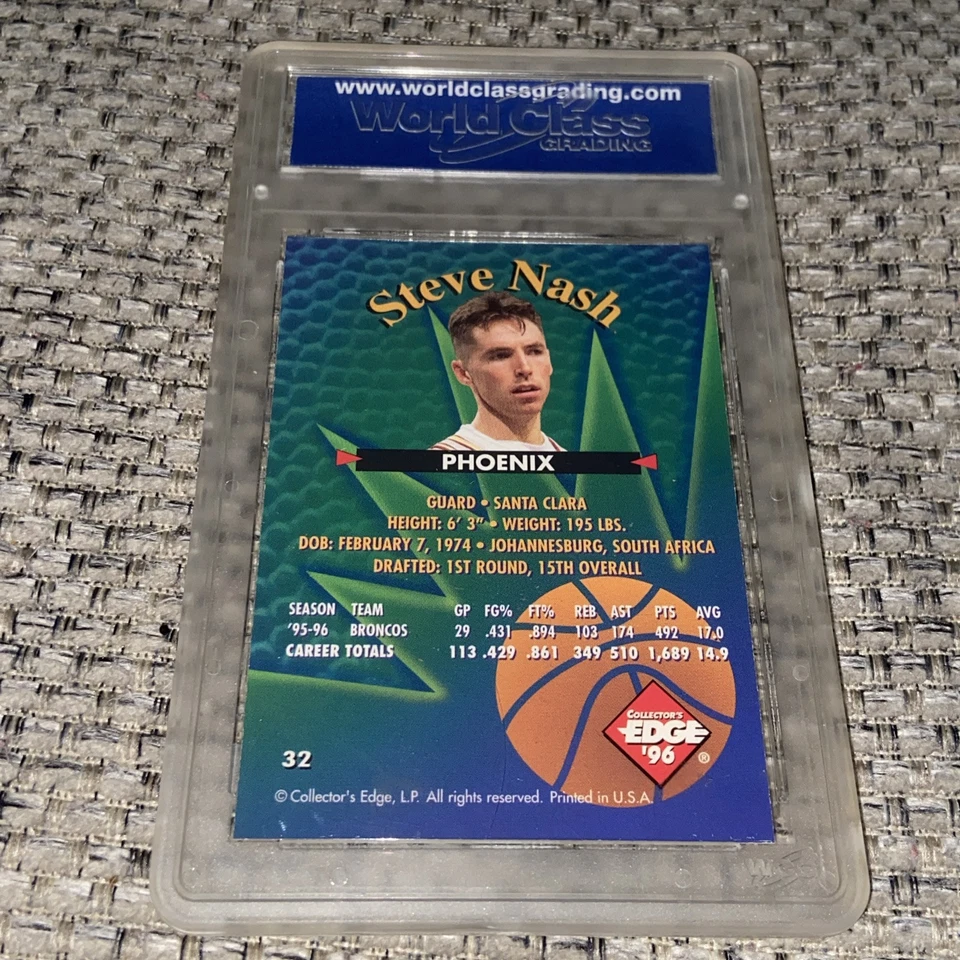 www.worldclassgrading.com
World Class
GRADING
Steve Nash
PHOENIX
GUARD • SANTA CLARA
HEIGHT: 6' 3" • WEIGHT: 195 LBS.
DOB: FEBRUARY 7, 1974 • JOHANNESBURG, SOUTH AFRICA
DRAFTED: 1ST ROUND, 15TH OVERALL
SEASON TEAM GP FG% FT% REB AST PTS AVG
'95-96 BRONCOS 29 .431 .894 103 174 492 17.0
CAREER TOTALS 113 .429 .861 349 510 1,689 14.9
COLLECTOR'S
EDGE
'96 ®
32
© Collector's Edge, L.P. All rights reserved. Printed in U.S.A.